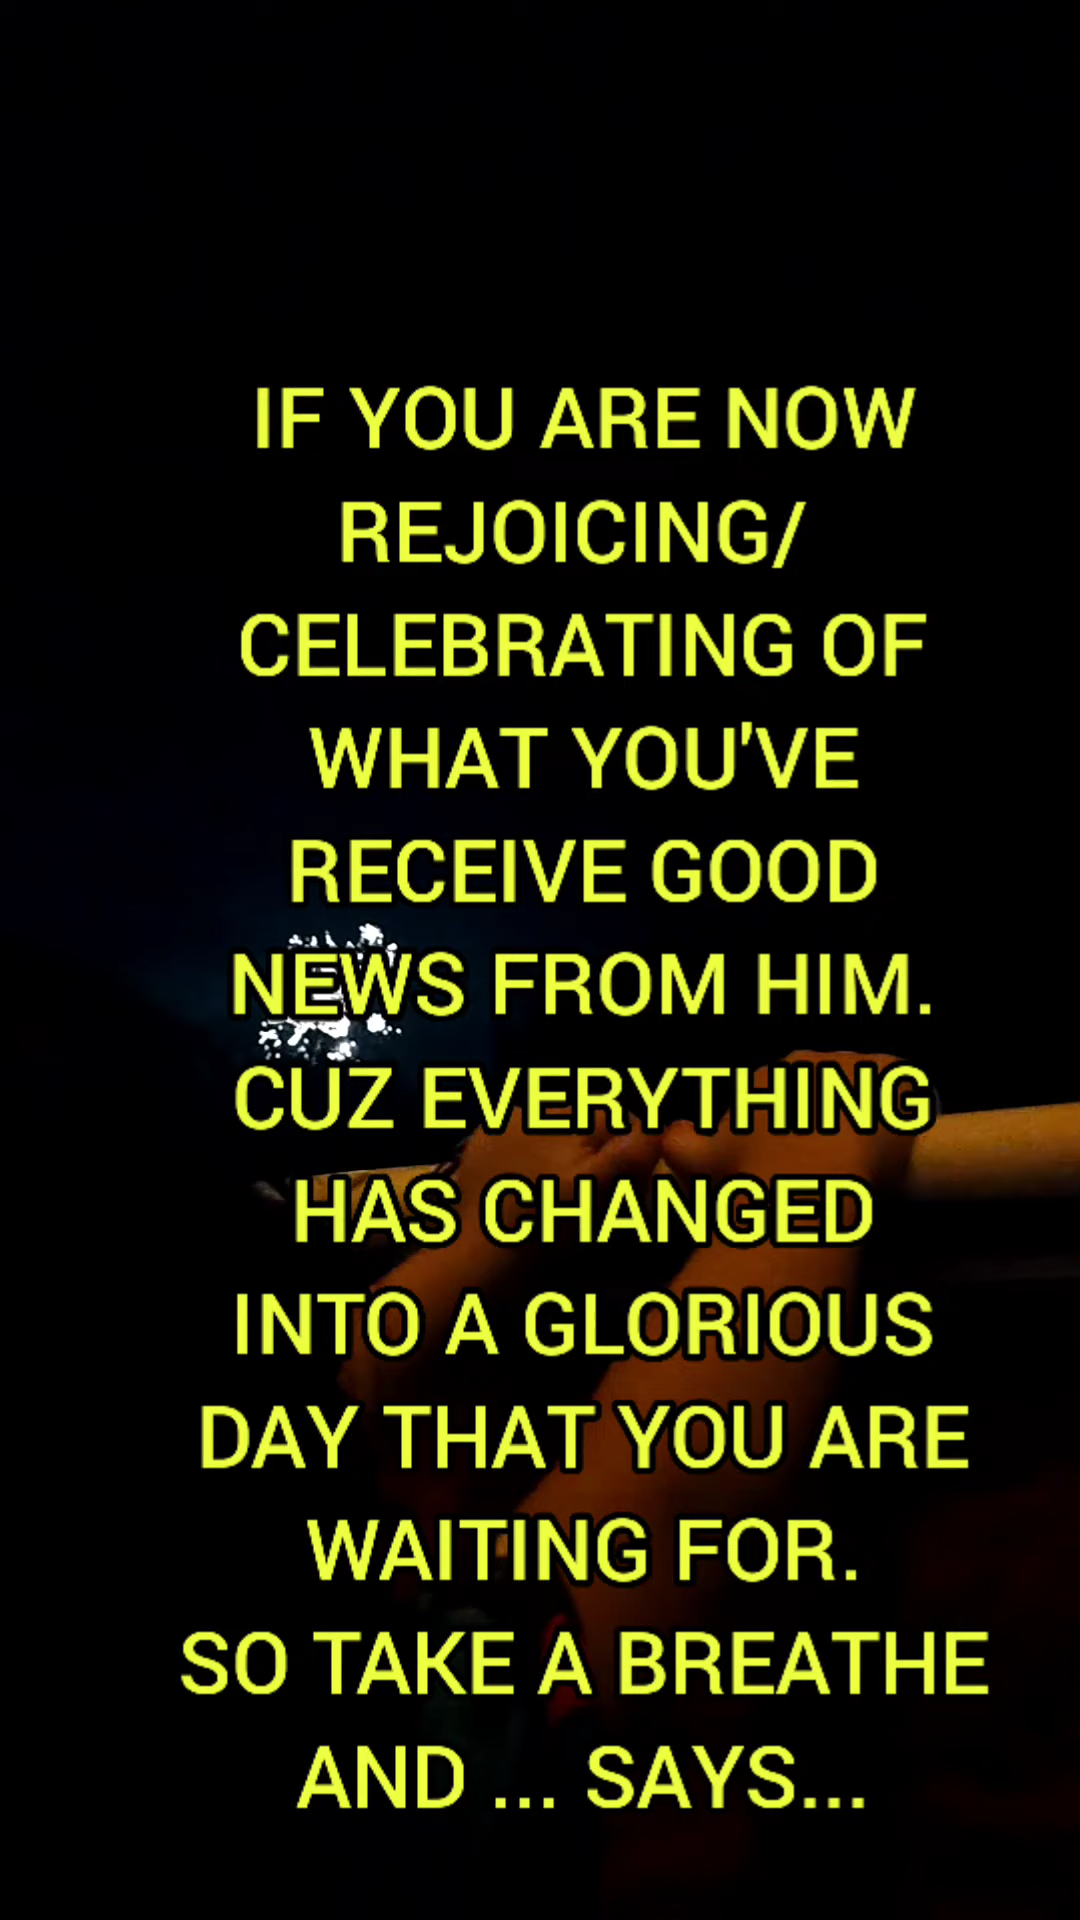 IF YOU ARE NOW
REJOICING/
CELEBRATING OF
WHAT YOU'VE
RECEIVE GOOD
NEWS FROM HIM.
CUZ EVERYTHING
HAS CHANGED
INTO A GLORIOUS
DAY THAT YOU ARE
WAITING FOR.
SO TAKE A BREATHE
AND ... SAYS...